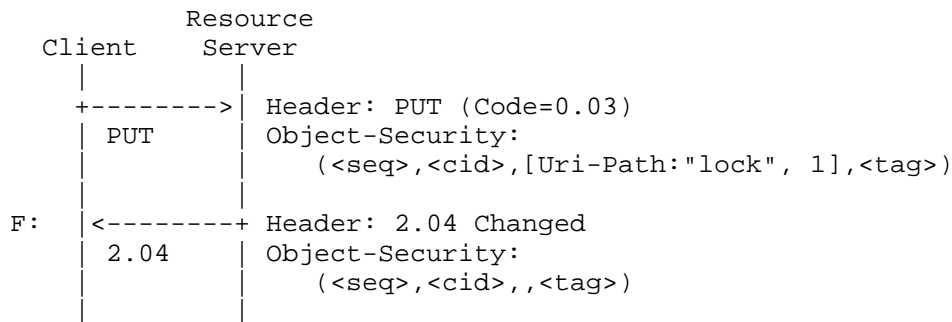 Resource
Client Server
| |
+-------->| Header: PUT (Code=0.03)
| PUT | Object-Security:
| | (<seq>,<cid>,[Uri-Path:"lock", 1],<tag>)
| |
F: |<--------+ Header: 2.04 Changed
| 2.04 | Object-Security:
| | (<seq>,<cid>,,<tag>)
| |